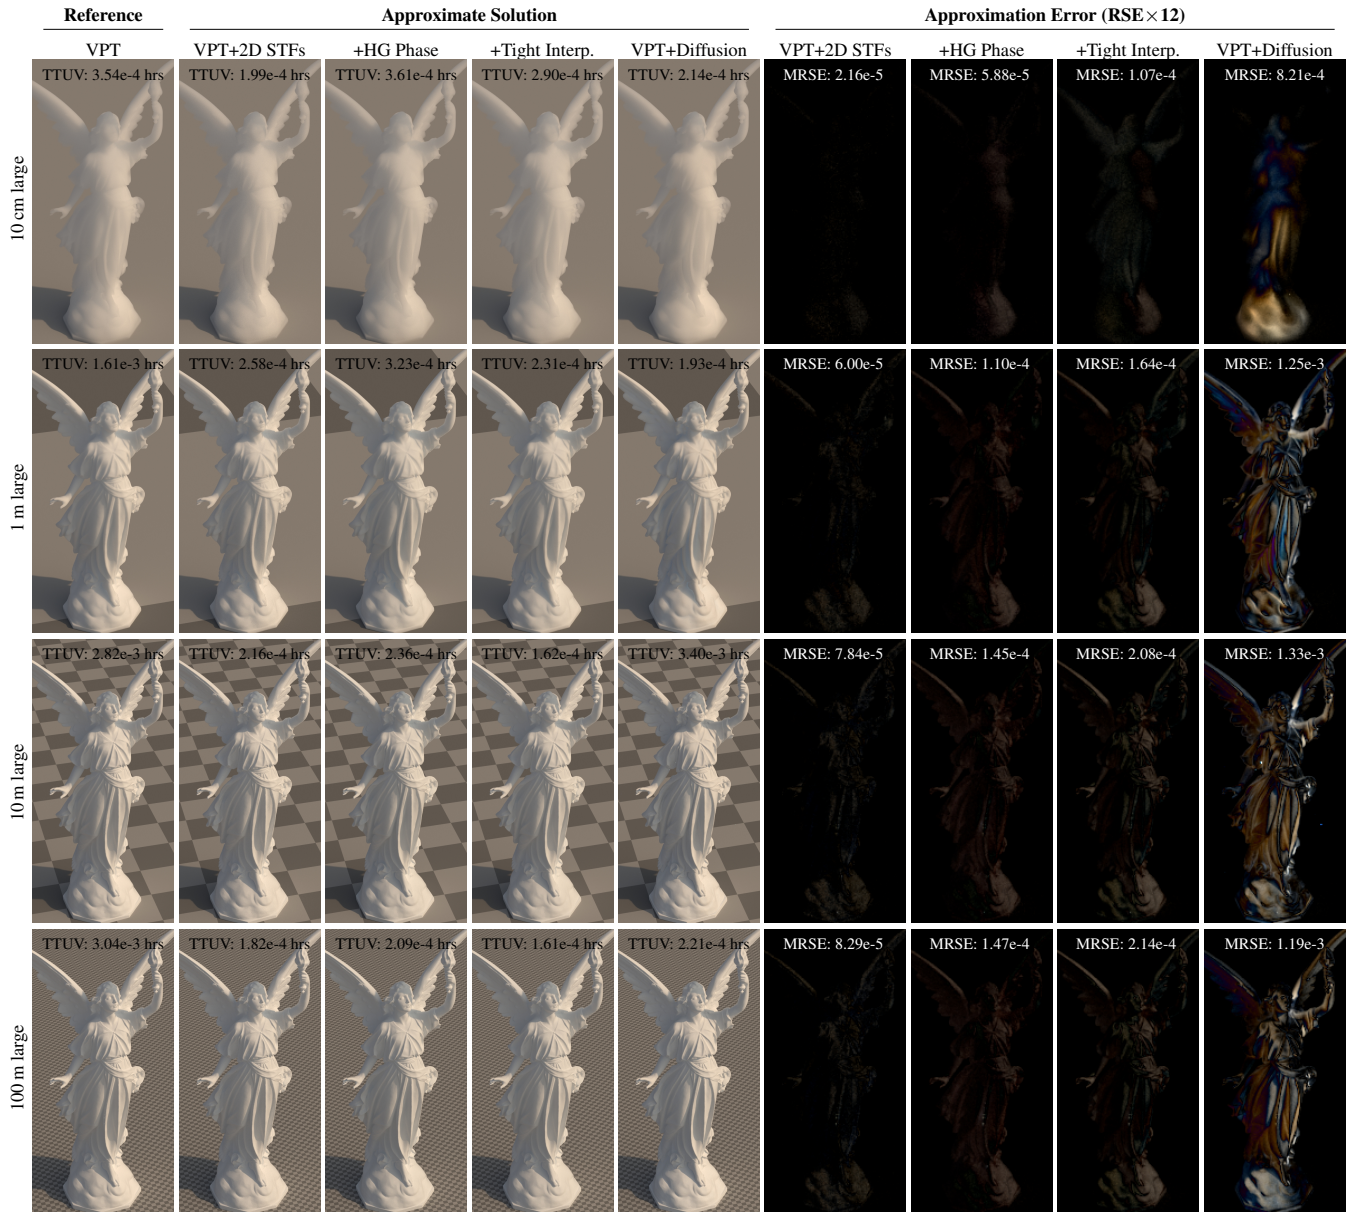 Reference Approximate Solution Approximation Error (RSE×12)
VPT VPT+2D STFs +HG Phase +Tight Interp. VPT+Diffusion VPT+2D STFs +HG Phase +Tight Interp. VPT+Diffusion
10 cm large
TTUV: 3.54e-4 hrs TTUV: 1.99e-4 hrs TTUV: 3.61e-4 hrs TTUV: 2.90e-4 hrs TTUV: 2.14e-4 hrs MRSE: 2.16e-5 MRSE: 5.88e-5 MRSE: 1.07e-4 MRSE: 8.21e-4
1 m large
TTUV: 1.61e-3 hrs TTUV: 2.58e-4 hrs TTUV: 3.23e-4 hrs TTUV: 2.31e-4 hrs TTUV: 1.93e-4 hrs MRSE: 6.00e-5 MRSE: 1.10e-4 MRSE: 1.64e-4 MRSE: 1.25e-3
10 m large
TTUV: 2.82e-3 hrs TTUV: 2.16e-4 hrs TTUV: 2.36e-4 hrs TTUV: 1.62e-4 hrs TTUV: 3.40e-3 hrs MRSE: 7.84e-5 MRSE: 1.45e-4 MRSE: 2.08e-4 MRSE: 1.33e-3
100 m large
TTUV: 3.04e-3 hrs TTUV: 1.82e-4 hrs TTUV: 2.09e-4 hrs TTUV: 1.61e-4 hrs TTUV: 2.21e-4 hrs MRSE: 8.29e-5 MRSE: 1.47e-4 MRSE: 2.14e-4 MRSE: 1.19e-3